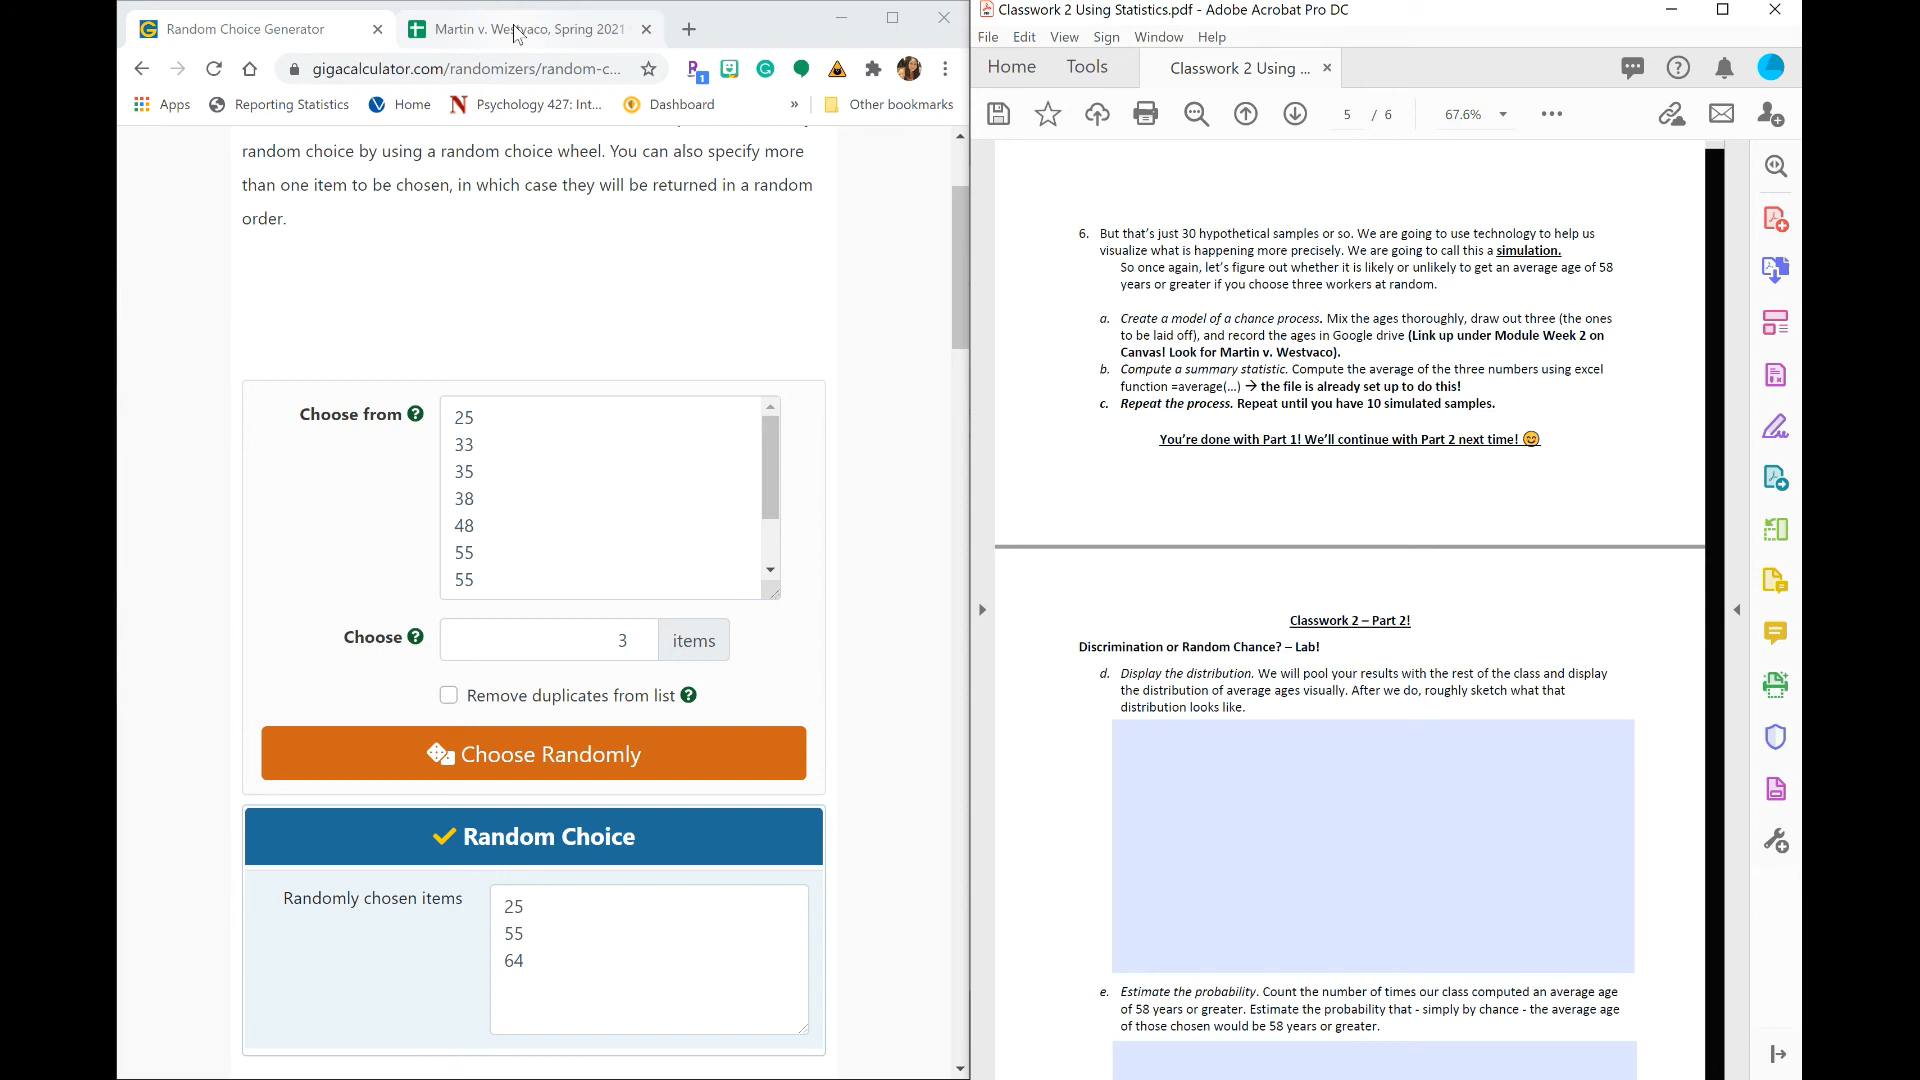 Random Choice Generator
Martin v. Westvaco, Spring 2021
gigacalculator.com/randomizers/random-c...
1
Apps
Reporting Statistics
Home
Psychology 427: Int...
Dashboard
»
Other bookmarks
random choice by using a random choice wheel. You can also specify more
than one item to be chosen, in which case they will be returned in a random
order.
Choose from
25
33
35
38
48
55
55
Choose
3
items
Remove duplicates from list
Choose Randomly
Random Choice
Randomly chosen items
25
55
64
Classwork 2 Using Statistics.pdf - Adobe Acrobat Pro DC
File Edit View Sign Window Help
Home
Tools
Classwork 2 Using ...
5 / 6
67.6%
6. But that's just 30 hypothetical samples or so. We are going to use technology to help us
visualize what is happening more precisely. We are going to call this a simulation.
So once again, let's figure out whether it is likely or unlikely to get an average age of 58
years or greater if you choose three workers at random.
a. Create a model of a chance process. Mix the ages thoroughly, draw out three (the ones
to be laid off), and record the ages in Google drive (Link up under Module Week 2 on
Canvas! Look for Martin v. Westvaco).
b. Compute a summary statistic. Compute the average of the three numbers using excel
function =average(…) → the file is already set up to do this!
c. Repeat the process. Repeat until you have 10 simulated samples.
You're done with Part 1! We'll continue with Part 2 next time! 😊
Classwork 2 – Part 2!
Discrimination or Random Chance? – Lab!
d. Display the distribution. We will pool your results with the rest of the class and display
the distribution of average ages visually. After we do, roughly sketch what that
distribution looks like.
e. Estimate the probability. Count the number of times our class computed an average age
of 58 years or greater. Estimate the probability that - simply by chance - the average age
of those chosen would be 58 years or greater.